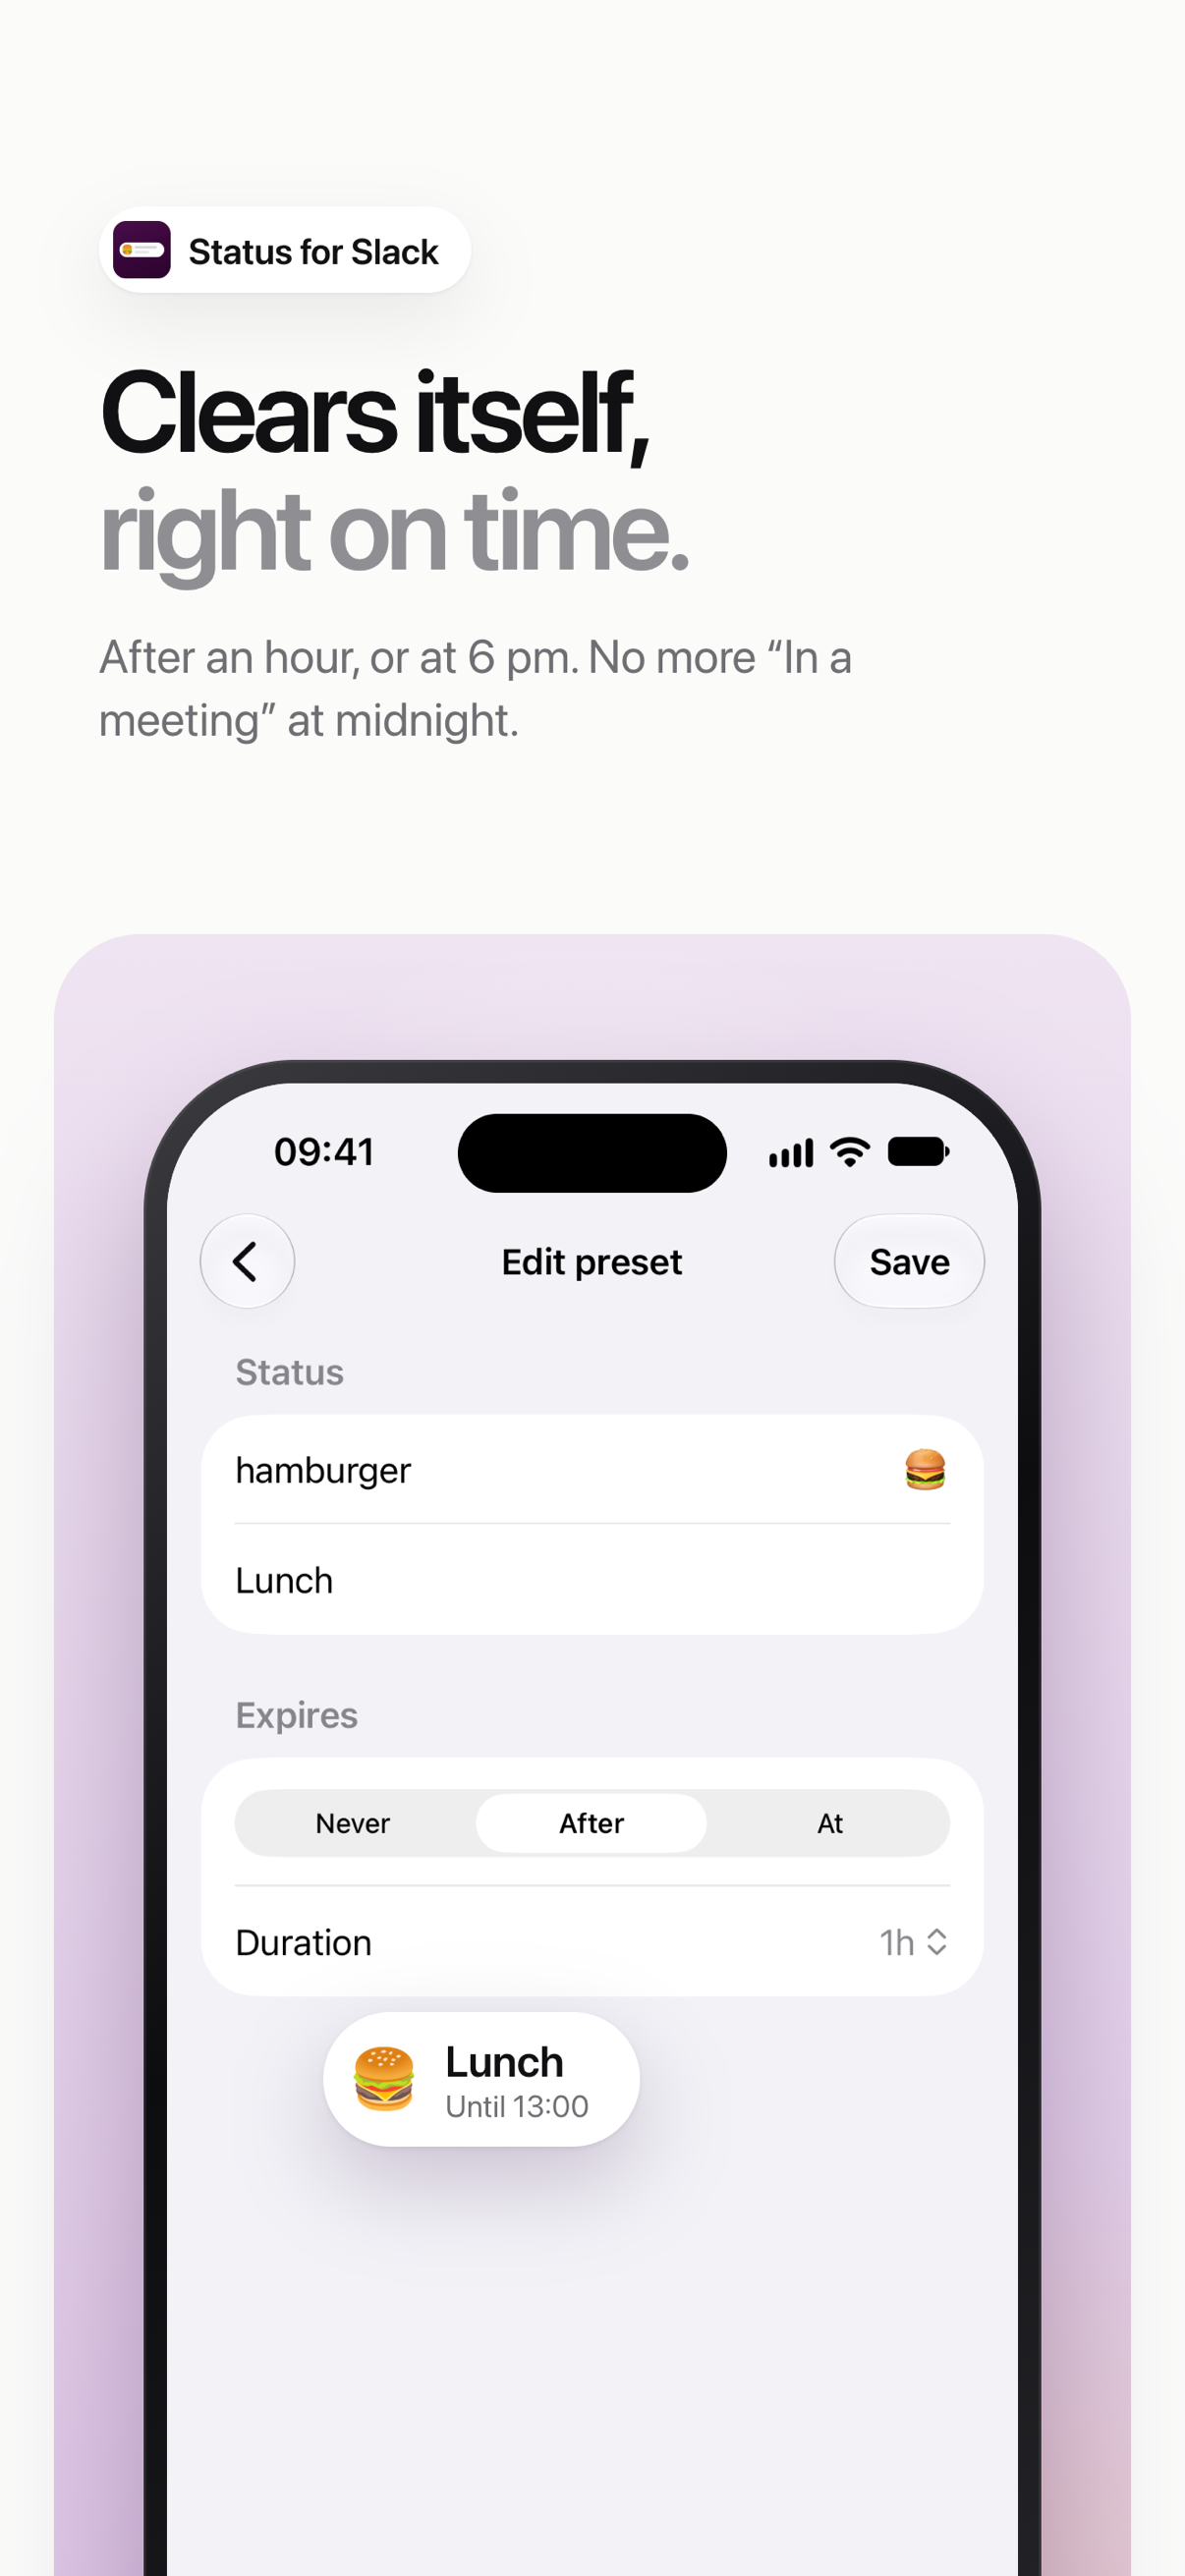 Status for Slack
Clears itself,
right on time.
After an hour, or at 6 pm. No more “In a
meeting” at midnight.
09:41
Edit preset
Save
Status
hamburger
Lunch
Expires
Never
After
At
Duration
1h
Lunch
Until 13:00